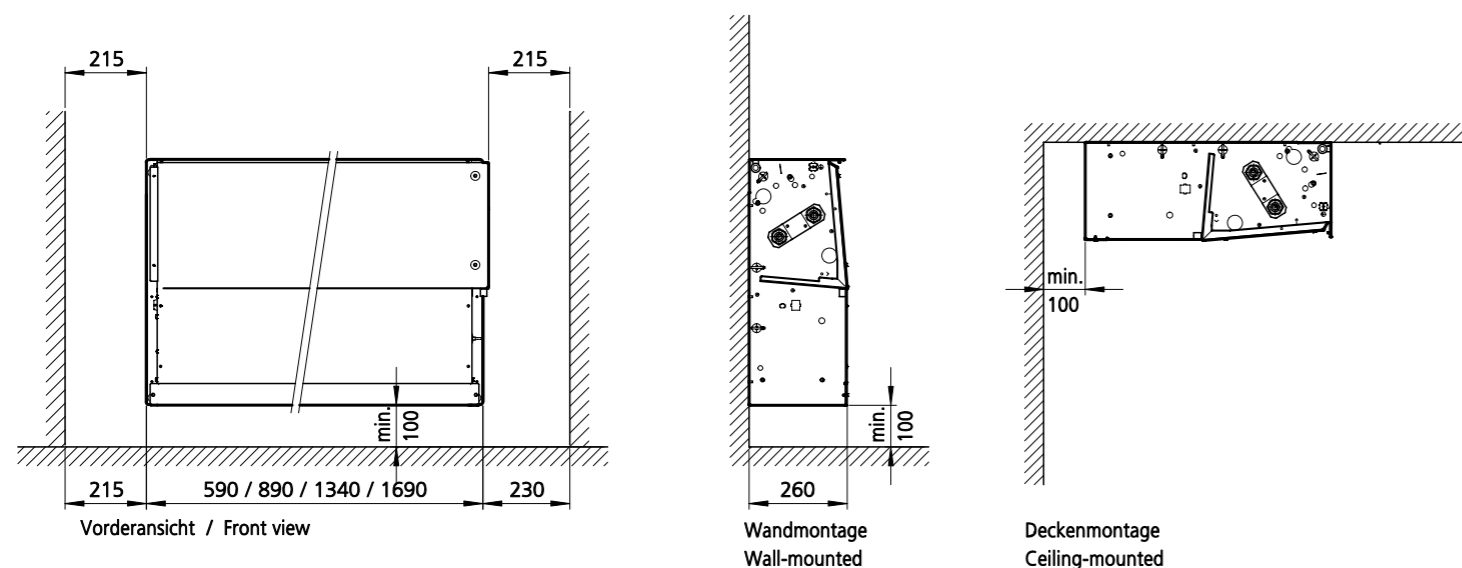 215
215
min.
100
215
590 / 890 / 1340 / 1690
230
Vorderansicht / Front view
min.
100
260
Wandmontage
Wall-mounted
min.
100
Deckenmontage
Ceiling-mounted